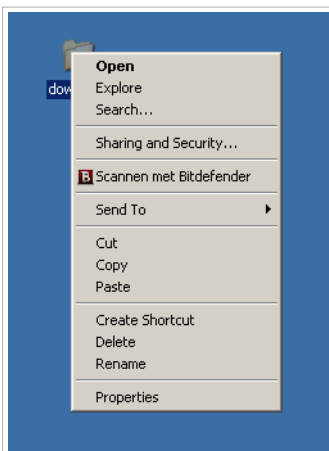 Open
Explore
Search...
Sharing and Security...
B Scannen met Bitdefender
Send To
Cut
Copy
Paste
Create Shortcut
Delete
Rename
Properties